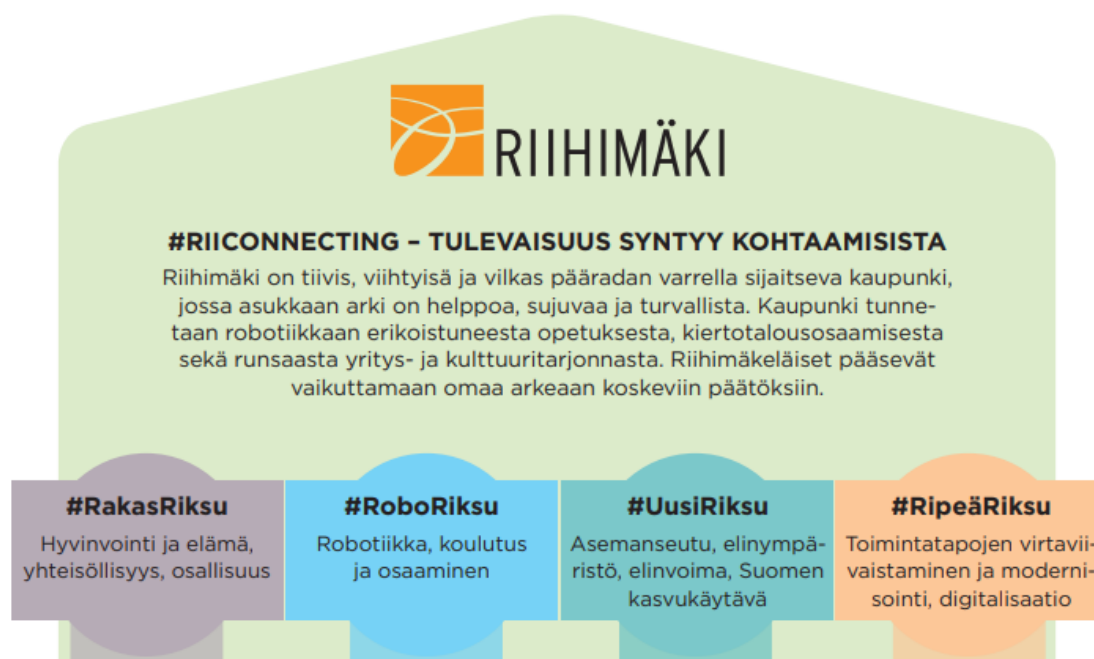 RIIHIMÄKI
#RIICONNECTING – TULEVAISUUS SYNTYY KOHTAAMISISTA
Riihimäki on tiivis, viihtyisä ja vilkas pääradan varrella sijaitseva kaupunki,
jossa asukkaan arki on helppoa, sujuvaa ja turvallista. Kaupunki tunne-
taan robotiikkaan erikoistuneesta opetuksesta, kiertotalousosaamisesta
sekä runsaasta yritys- ja kulttuuritarjonnasta. Riihimäkeläiset pääsevät
vaikuttamaan omaa arkeaan koskeviin päätöksiin.
#RakasRiksu
Hyvinvointi ja elämä,
yhteisöllisyys, osallisuus
#RoboRiksu
Robotiikka, koulutus
ja osaaminen
#UusiRiksu
Asemanseutu, elinympä-
ristö, elinvoima, Suomen
kasvukäytävä
#RipeäRiksu
Toimintatapojen virtavii-
vaistaminen ja moderni-
sointi, digitalisaatio